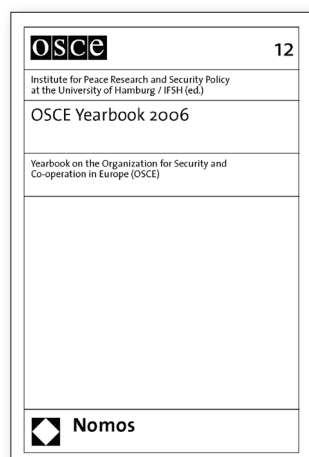 osce
12
Institute for Peace Research and Security Policy
at the University of Hamburg / IFSH (ed.)
OSCE Yearbook 2006
Yearbook on the Organization for Security and
Co-operation in Europe (OSCE)
Nomos